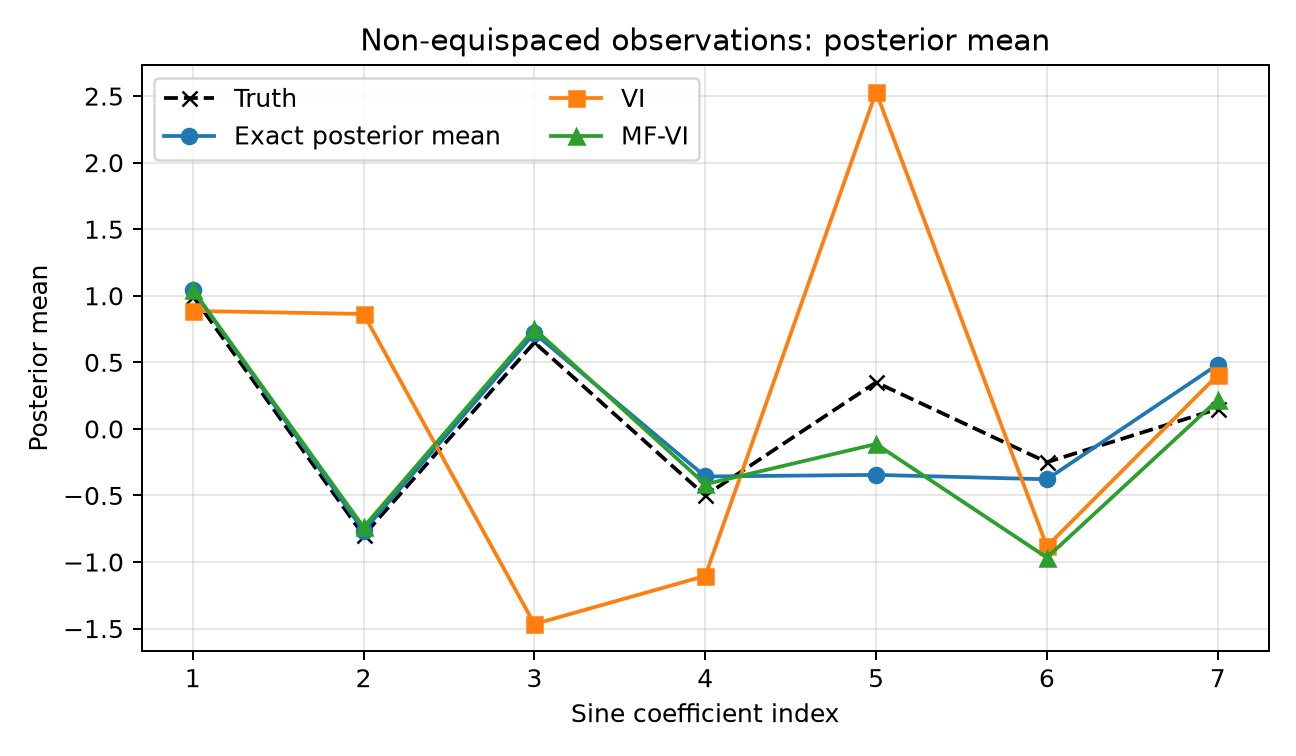 Non-equispaced observations: posterior mean
Truth
Exact posterior mean
VI
MF-VI
Posterior mean
2.5
2.0
1.5
1.0
0.5
0.0
−0.5
−1.0
−1.5
1 2 3 4 5 6 7
Sine coefficient index